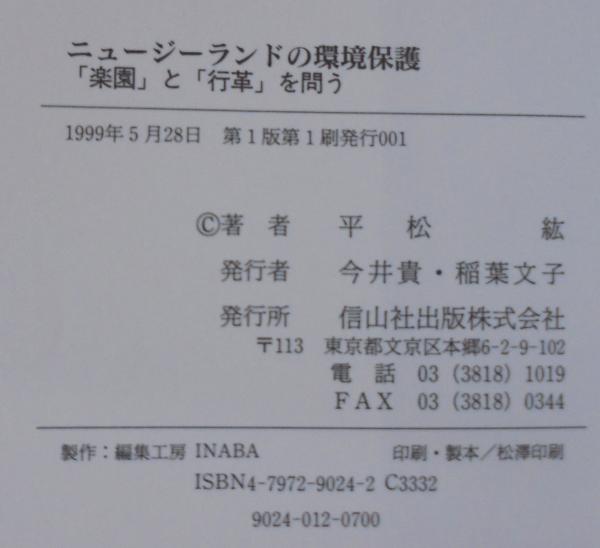 ニュージーランドの環境保護
「楽園」と「行革」を問う
1999年5月28日 第1版第1刷発行001
©著 者 平 松 紘
発行者 今井貴・稲葉文子
発行所 信山社出版株式会社
〒113 東京都文京区本郷6-2-9-102
電 話 03 (3818) 1019
FAX 03 (3818) 0344
製作：編集工房 INABA 印刷・製本／松澤印刷
ISBN4-7972-9024-2 C3332
9024-012-0700